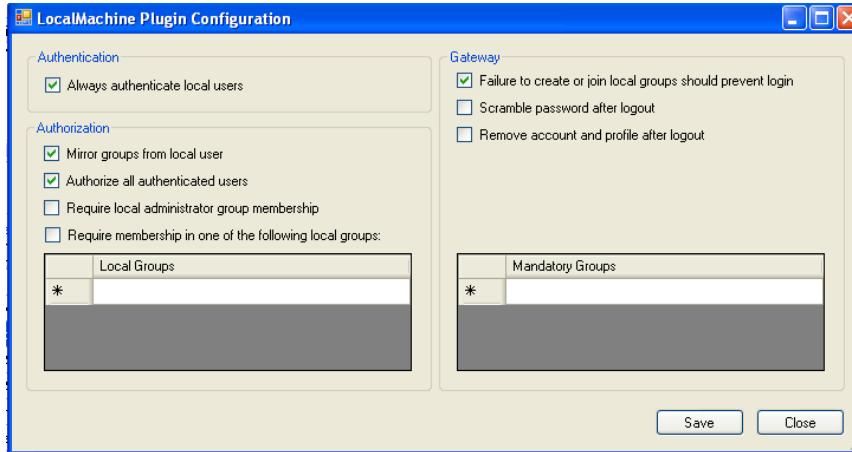 LocalMachine Plugin Configuration
Authentication
Always authenticate local users
Authorization
Mirror groups from local user
Authorize all authenticated users
Require local administrator group membership
Require membership in one of the following local groups:
Local Groups
*
Gateway
Failure to create or join local groups should prevent login
Scramble password after logout
Remove account and profile after logout
Mandatory Groups
*
Save
Close